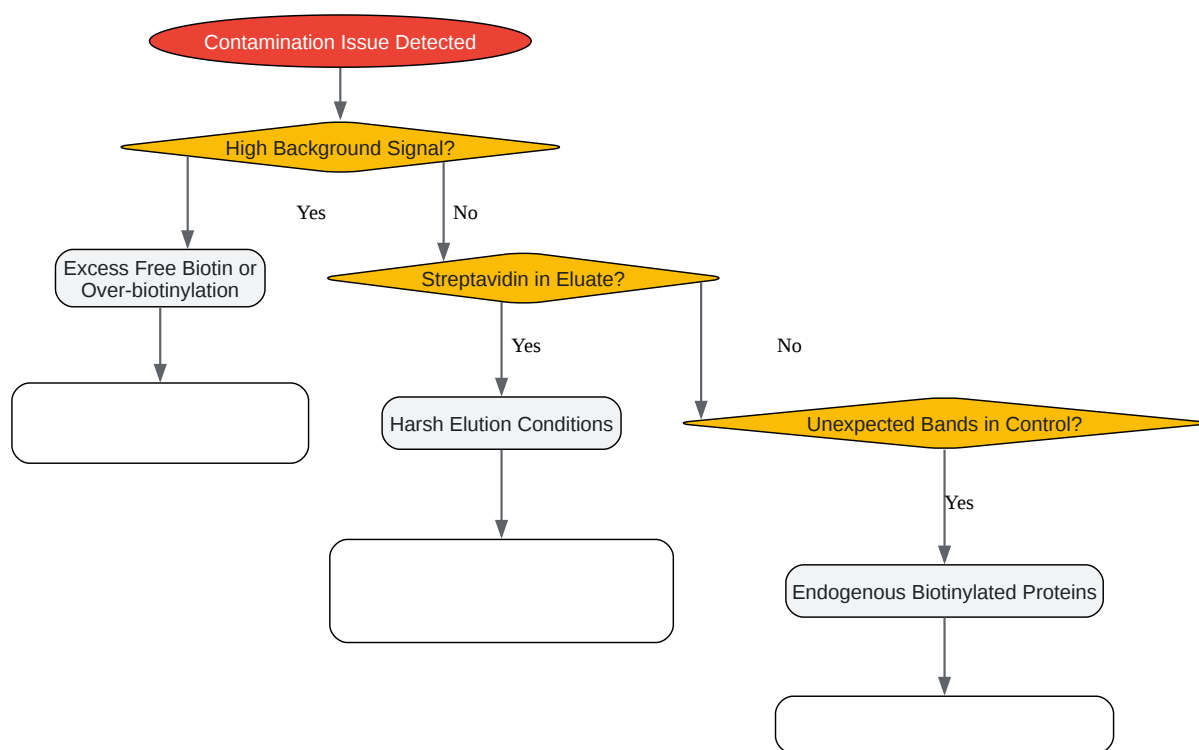 Contamination Issue Detected
High Background Signal?
Yes
No
Excess Free Biotin or
Over-biotinylation
Streptavidin in Eluate?
Yes
No
Harsh Elution Conditions
Unexpected Bands in Control?
Yes
Endogenous Biotinylated Proteins